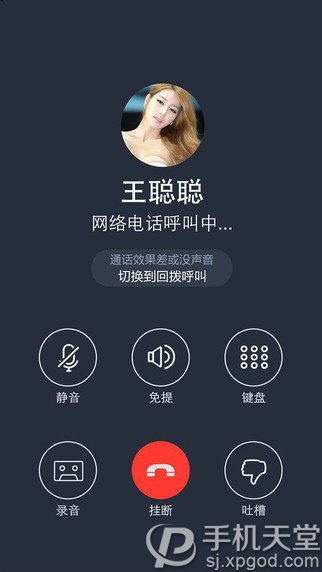 王聪聪
网络电话呼叫中...
通话效果差或没声音
切换到回拨呼叫
静音
免提
键盘
录音
挂断
吐槽
手机天堂
sj.xpgod.com